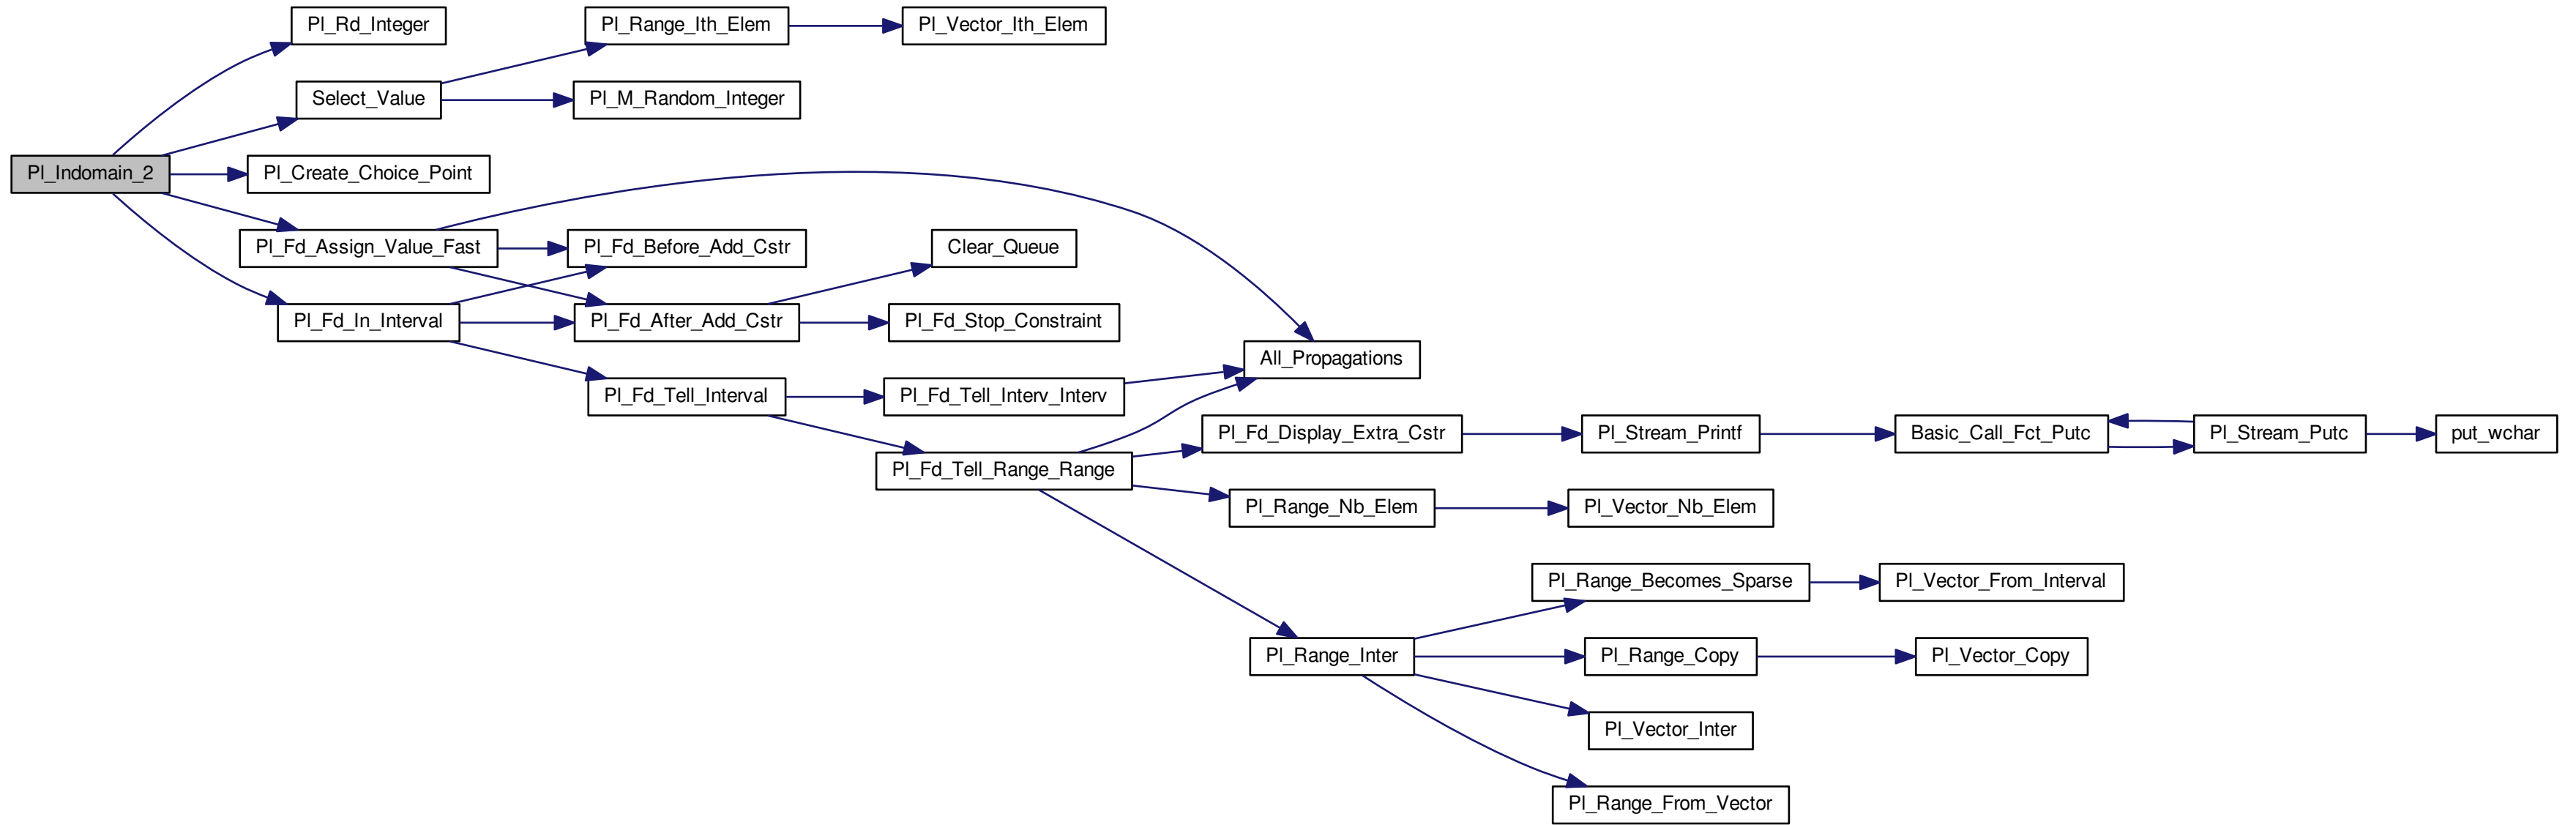 Pl_Rd_Integer
Pl_Range_Ith_Elem
Pl_Vector_Ith_Elem
Select_Value
Pl_M_Random_Integer
Pl_Indomain_2
Pl_Create_Choice_Point
Pl_Fd_Assign_Value_Fast
Pl_Fd_Before_Add_Cstr
Clear_Queue
Pl_Fd_In_Interval
Pl_Fd_After_Add_Cstr
Pl_Fd_Stop_Constraint
All_Propagations
Pl_Fd_Tell_Interval
Pl_Fd_Tell_Interv_Interv
Pl_Fd_Display_Extra_Cstr
Pl_Stream_Printf
Basic_Call_Fct_Putc
Pl_Stream_Putc
put_wchar
Pl_Fd_Tell_Range_Range
Pl_Range_Nb_Elem
Pl_Vector_Nb_Elem
Pl_Range_Becomes_Sparse
Pl_Vector_From_Interval
Pl_Range_Inter
Pl_Range_Copy
Pl_Vector_Copy
Pl_Vector_Inter
Pl_Range_From_Vector